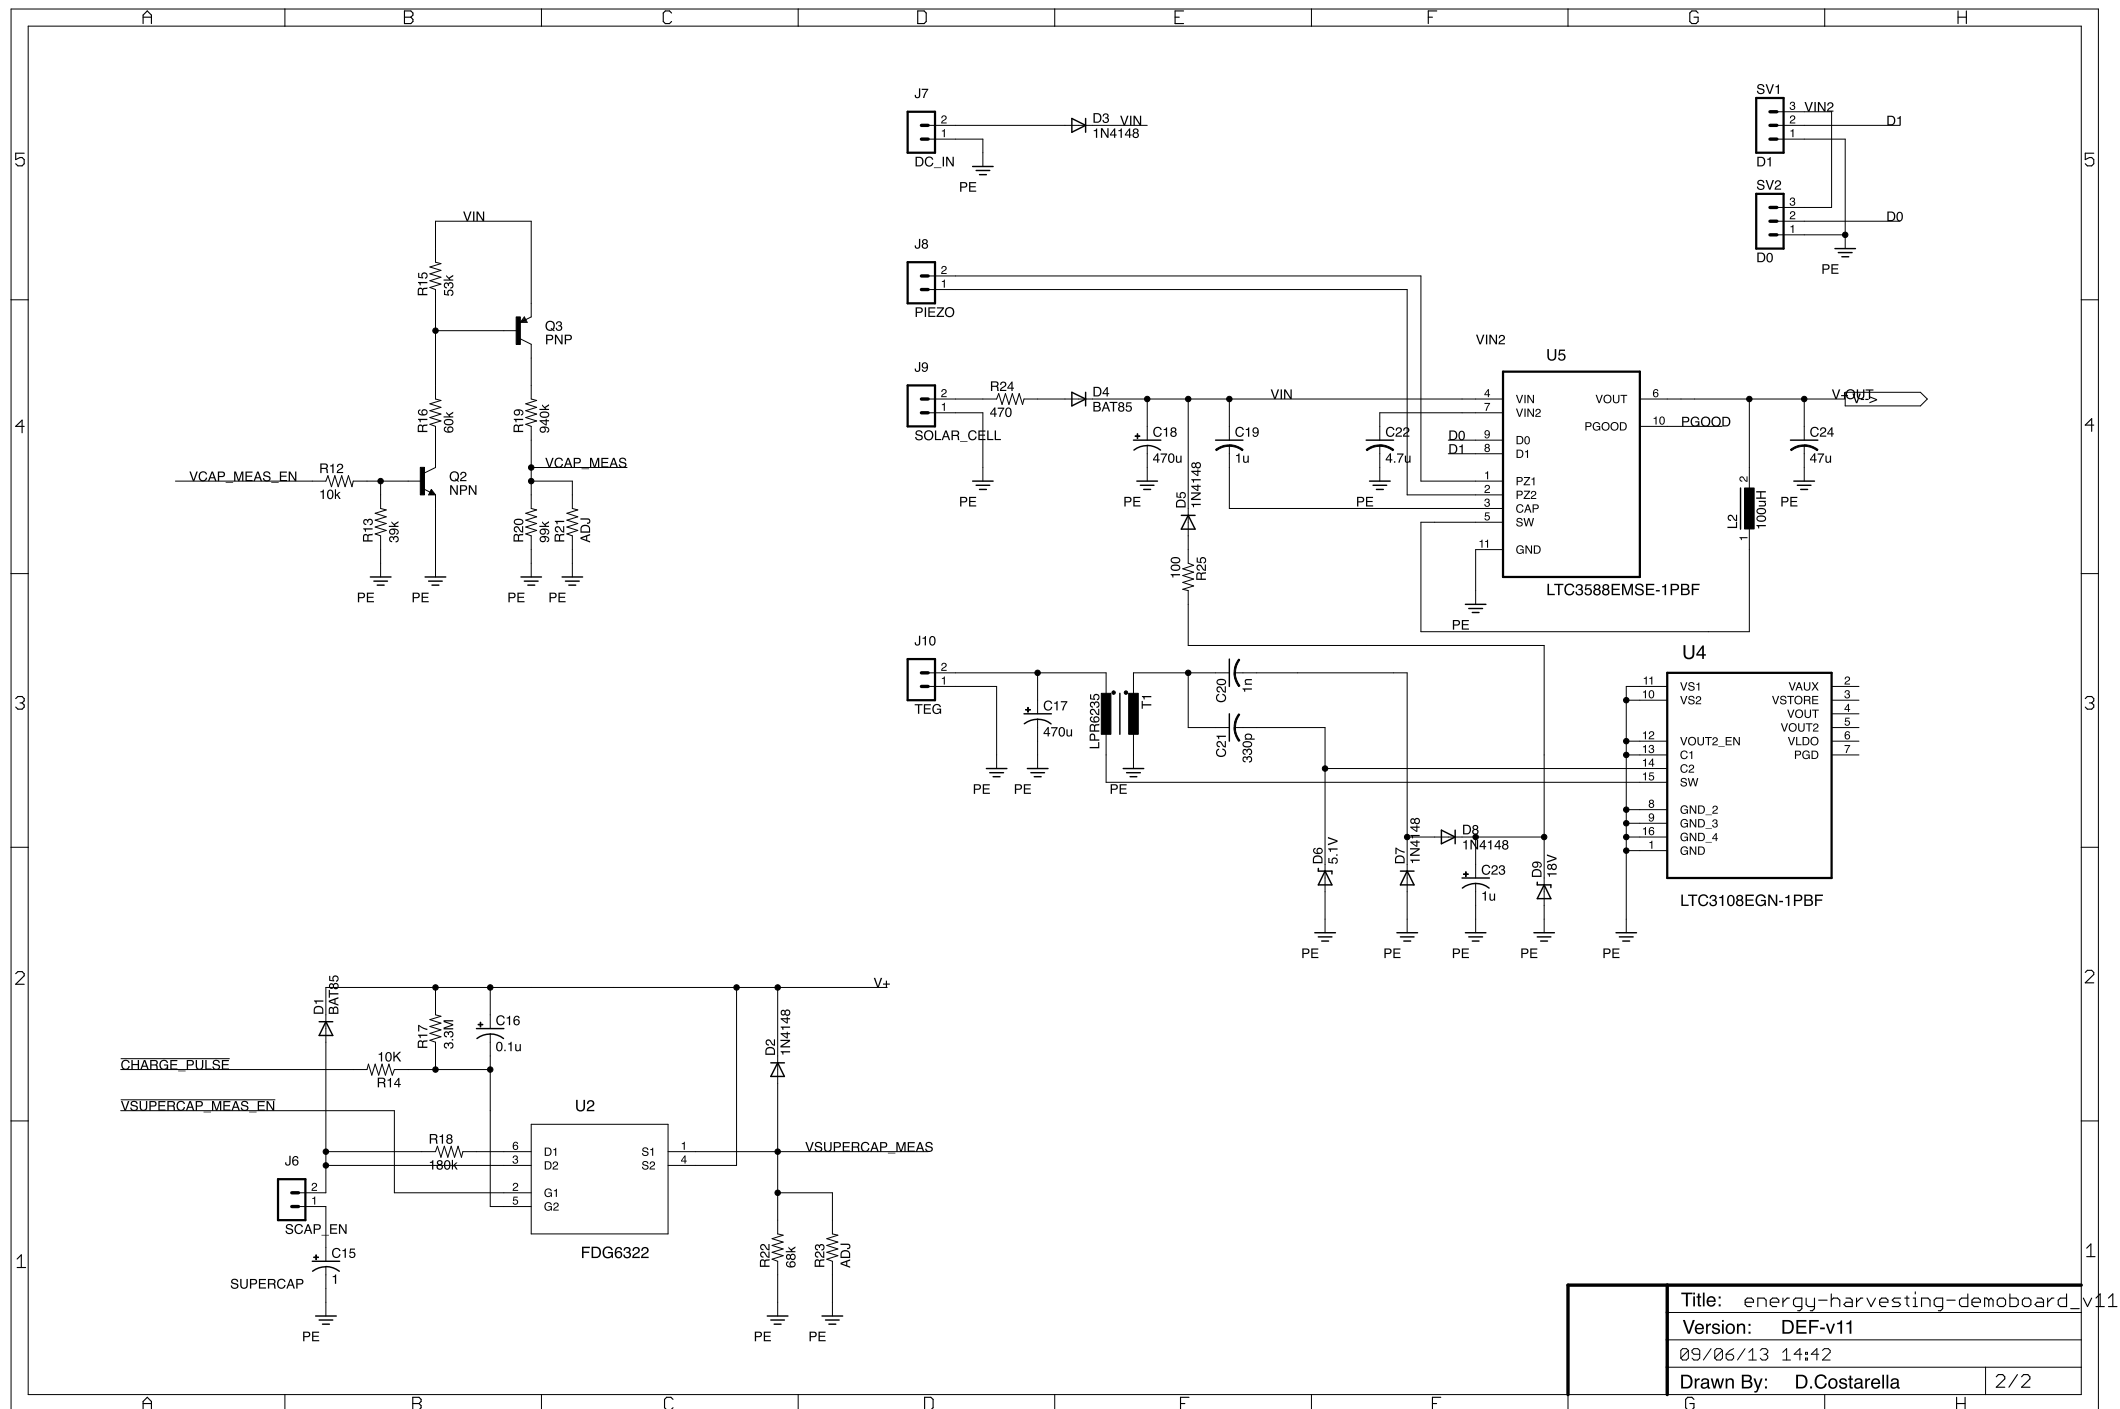 A B C D E F G H
5
4
3
2
1
5
4
3
2
1
J7
2
1
DC_IN
PE
D3 VIN
1N4148
SV1
3 VIN2
2
1
D1
D1
SV2
3
2
1
D0
D0
PE
VIN
R15
53k
Q3
PNP
R16
60k
R19
940k
VCAP_MEAS
VCAP_MEAS_EN
R12
10k
Q2
NPN
R13
39k
R20
99k
R21
ADJ
PE
PE
PE
PE
J8
2
1
PIEZO
J9
2
1
SOLAR_CELL
PE
R24
470
D4
BAT85
C18
470u
PE
D5
1N4148
C19
1u
VIN
100
R25
C22
4.7u
PE
VIN2
U5
4 VIN
7 VIN2
D0 9 D0
D1 8 D1
1 PZ1
2 PZ2
3 CAP
5 SW
11 GND
VOUT 6
PGOOD 10 PGOOD
LTC3588EMSE-1PBF
PE
V-OUT
V->
C24
47u
PE
L2
100uH
2
1
J10
2
1
TEG
PE
C17
470u
PE
LPR6235
T1
PE
C20
1n
C21
330p
U4
11 VS1
10 VS2
12 VOUT2_EN
13 C1
14 C2
15 SW
8 GND_2
9 GND_3
16 GND_4
1 GND
VAUX 2
VSTORE 3
VOUT 4
VOUT2 5
VLDO 6
PGD 7
LTC3108EGN-1PBF
PE
D6
5.1V
PE
D7
1N4148
PE
D8
1N4148
C23
1u
PE
D9
18V
PE
D1
BAT85
V+
R17
3.3M
C16
0.1u
D2
1N4148
CHARGE_PULSE
10K
R14
VSUPERCAP_MEAS_EN
U2
R18
180k
6 D1
3 D2
2 G1
5 G2
S1 1
S2 4
FDG6322
VSUPERCAP_MEAS
J6
2
1
SCAP_EN
C15
1
SUPERCAP
PE
R22
68k
R23
ADJ
PE
PE
Title: energy-harvesting-demoboard_v11
Version: DEF-v11
09/06/13 14:42
Drawn By: D.Costarella
2/2
A B C D E F G H